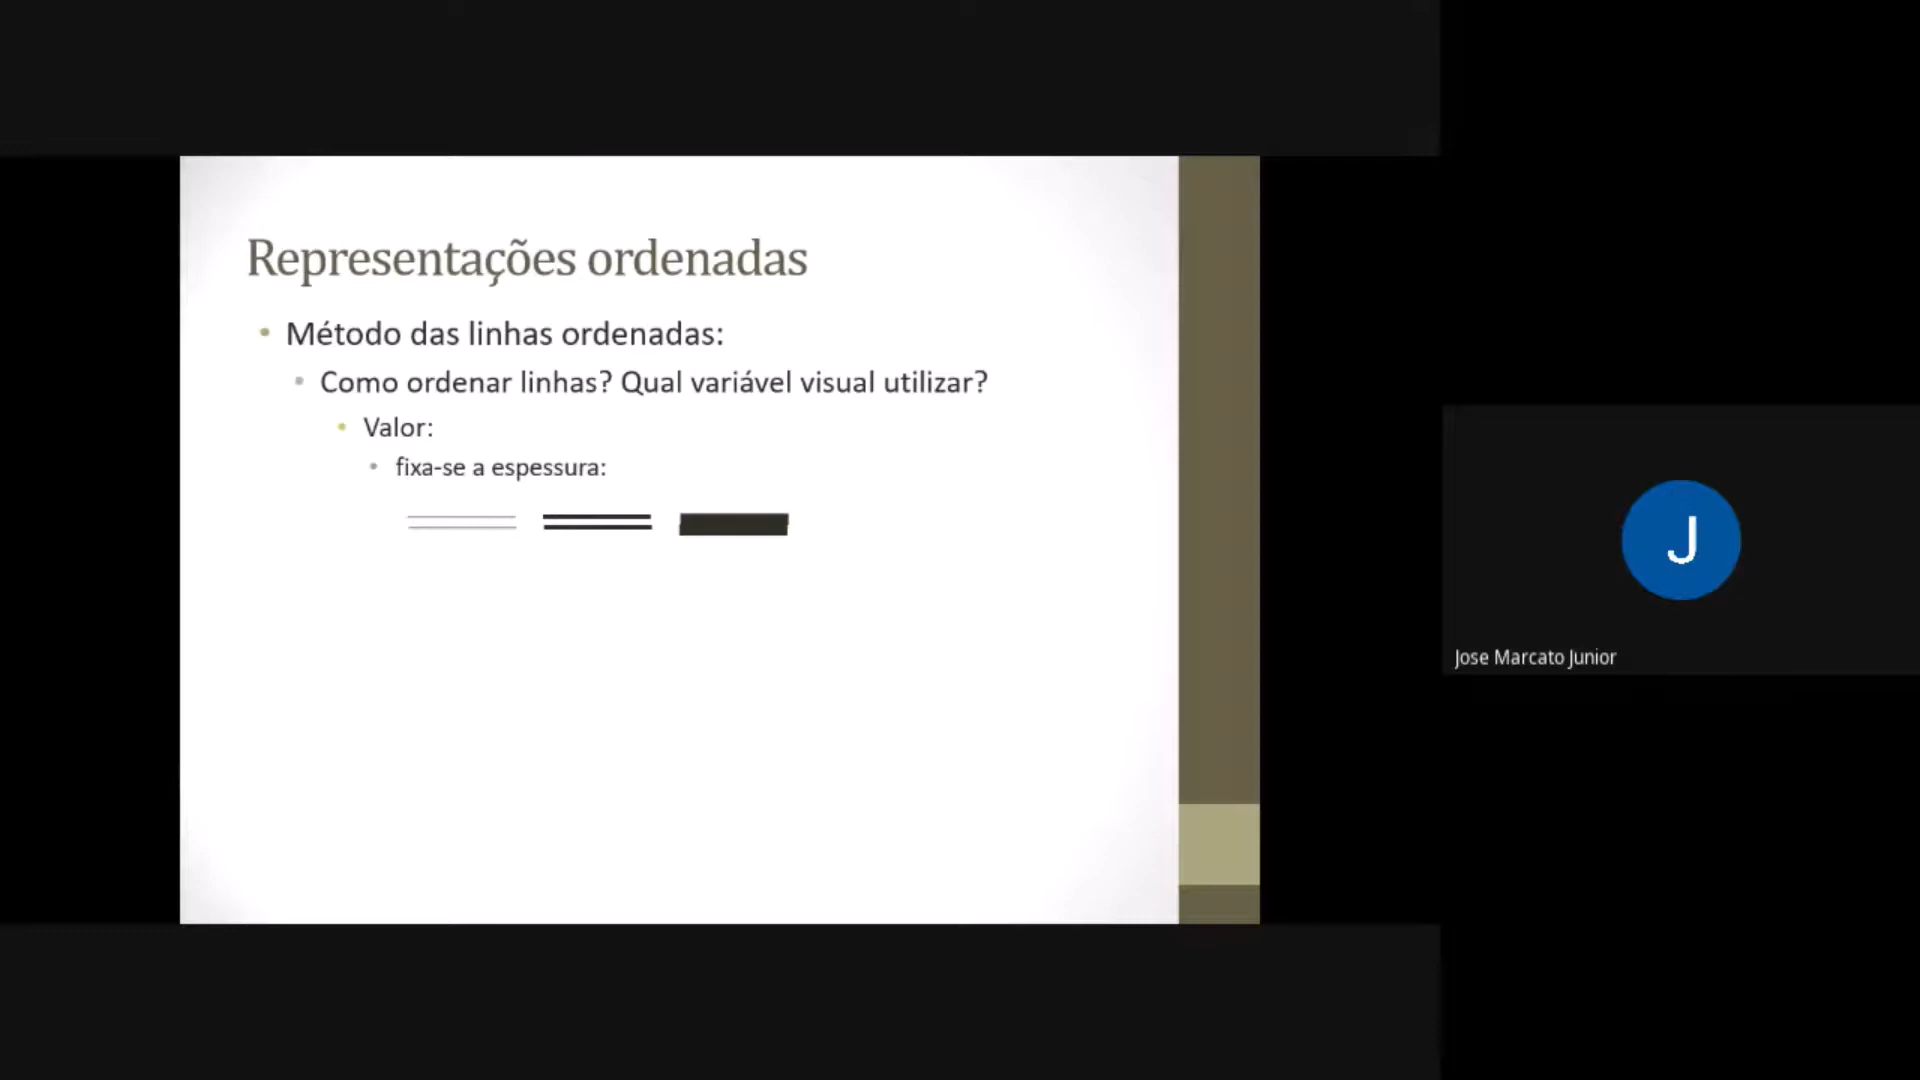 Representações ordenadas
• Método das linhas ordenadas:
• Como ordenar linhas? Qual variável visual utilizar?
• Valor:
• fixa-se a espessura:
J
Jose Marcato Junior